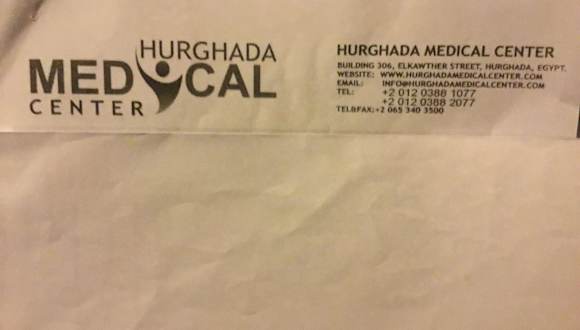 HURGHADA
MEDICAL
CENTER
HURGHADA MEDICAL CENTER
BUILDING 306, ELKAWTHER STREET, HURGHADA, EGYPT.
WEBSITE: WWW.HURGHADAMEDICALCENTER.COM
EMAIL: INFO@HURGHADAMEDICALCENTER.COM
TEL: +2 012 0388 1077
+2 012 0388 2077
TEL&FAX:+2 065 340 3500